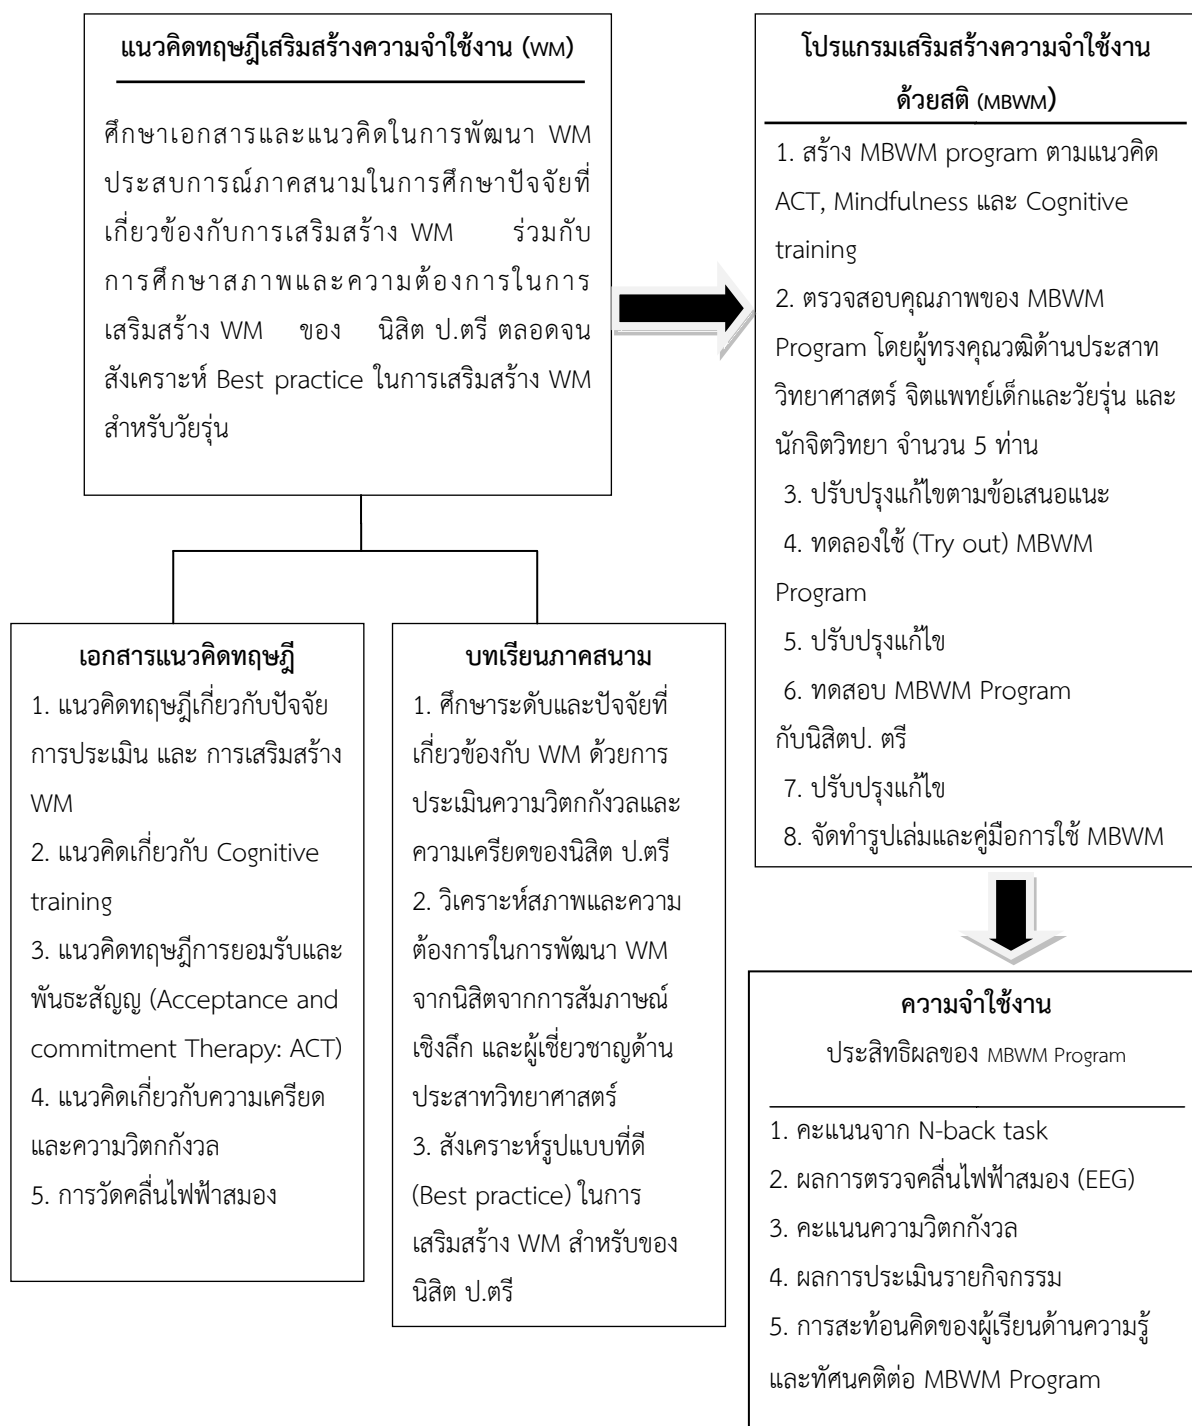 แนวคิดทฤษฎีเสริมสร้างความจำใช้งาน (WM)
ศึกษาเอกสารและแนวคิดในการพัฒนา WM
ประสบการณ์ภาคสนามในการศึกษาปัจจัยที่
เกี่ยวข้องกับการเสริมสร้าง WM ร่วมกับ
การศึกษาสภาพและความต้องการในการ
เสริมสร้าง WM ของ นิสิต ป.ตรี ตลอดจน
สังเคราะห์ Best practice ในการเสริมสร้าง WM
สำหรับวัยรุ่น
เอกสารแนวคิดทฤษฎี
1. แนวคิดทฤษฎีเกี่ยวกับปัจจัย
การประเมิน และ การเสริมสร้าง
WM
2. แนวคิดเกี่ยวกับ Cognitive
training
3. แนวคิดทฤษฎีการยอมรับและ
พันธะสัญญา (Acceptance and
commitment Therapy: ACT)
4. แนวคิดเกี่ยวกับความเครียด
และความวิตกกังวล
5. การวัดคลื่นไฟฟ้าสมอง
บทเรียนภาคสนาม
1. ศึกษาระดับและปัจจัยที่
เกี่ยวข้องกับ WM ด้วยการ
ประเมินความวิตกกังวลและ
ความเครียดของนิสิต ป.ตรี
2. วิเคราะห์สภาพและความ
ต้องการในการพัฒนา WM
จากนิสิตจากการสัมภาษณ์
เชิงลึก และผู้เชี่ยวชาญด้าน
ประสาทวิทยาศาสตร์
3. สังเคราะห์รูปแบบที่ดี
(Best practice) ในการ
เสริมสร้าง WM สำหรับของ
นิสิต ป.ตรี
โปรแกรมเสริมสร้างความจำใช้งาน
ด้วยสติ (MBWM)
1. สร้าง MBWM program ตามแนวคิด
ACT, Mindfulness และ Cognitive
training
2. ตรวจสอบคุณภาพของ MBWM
Program โดยผู้ทรงคุณวฒิด้านประสาท
วิทยาศาสตร์ จิตแพทย์เด็กและวัยรุ่น และ
นักจิตวิทยา จำนวน 5 ท่าน
3. ปรับปรุงแก้ไขตามข้อเสนอแนะ
4. ทดลองใช้ (Try out) MBWM
Program
5. ปรับปรุงแก้ไข
6. ทดสอบ MBWM Program
กับนิสิตป. ตรี
7. ปรับปรุงแก้ไข
8. จัดทำรูปเล่มและคู่มือการใช้ MBWM
ความจำใช้งาน
ประสิทธิผลของ MBWM Program
1. คะแนนจาก N-back task
2. ผลการตรวจคลื่นไฟฟ้าสมอง (EEG)
3. คะแนนความวิตกกังวล
4. ผลการประเมินรายกิจกรรม
5. การสะท้อนคิดของผู้เรียนด้านความรู้
และทัศนคติต่อ MBWM Program